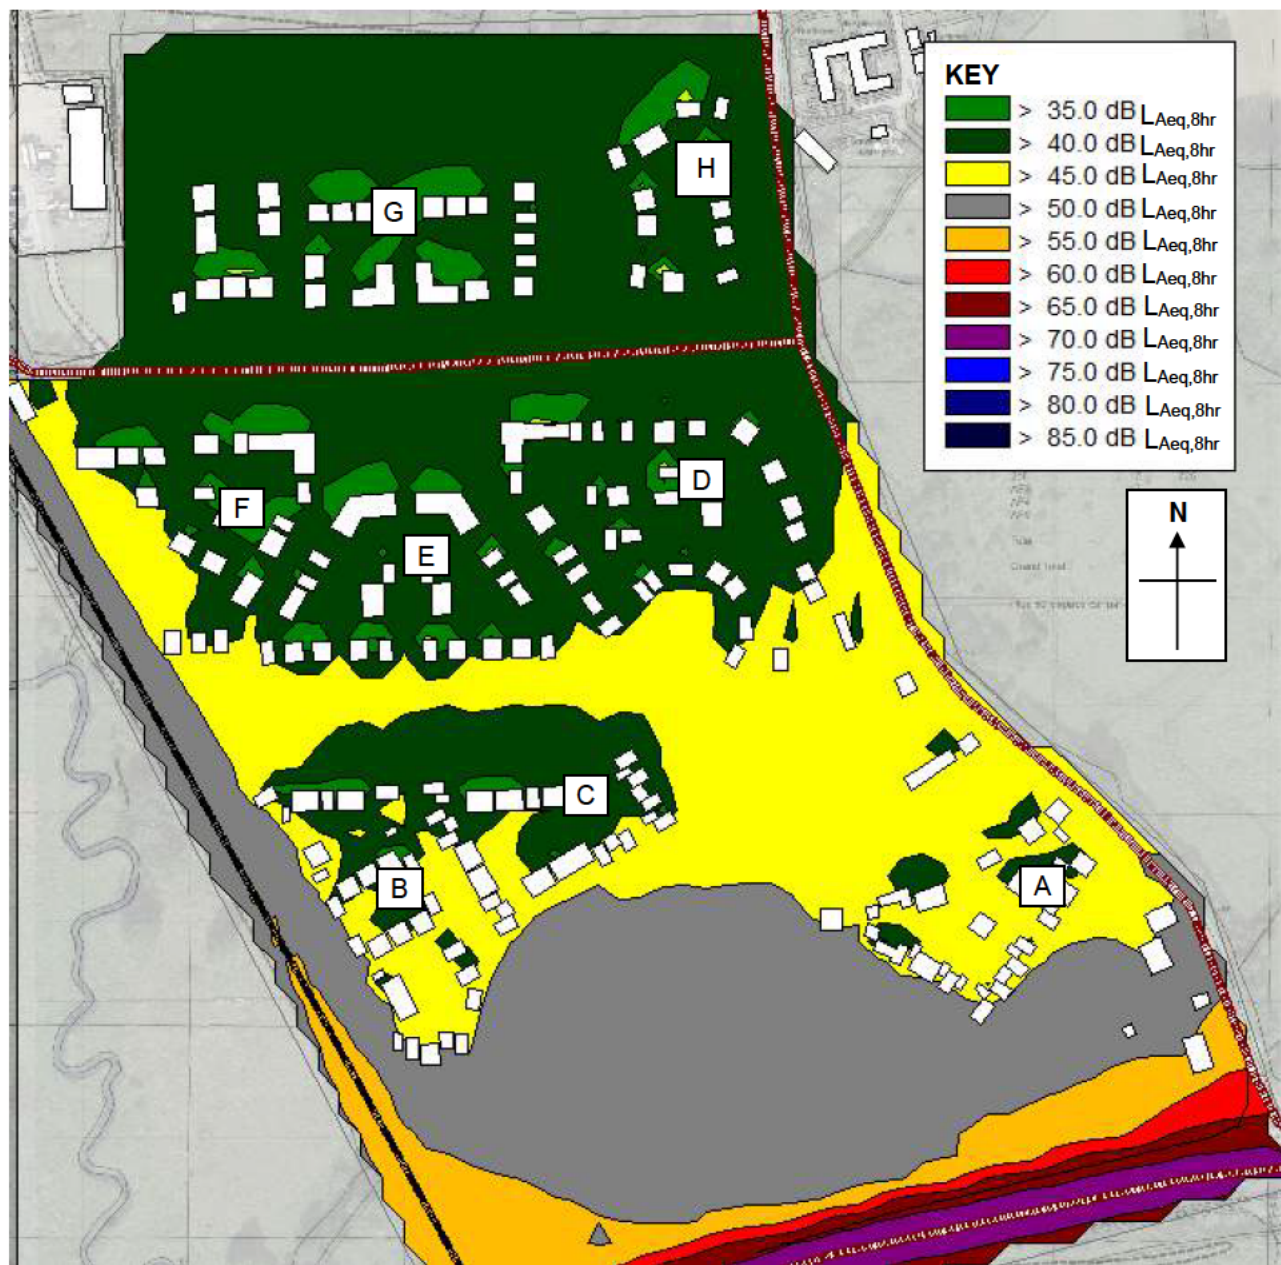 KEY
> 35.0 dB LAeq,8hr
> 40.0 dB LAeq,8hr
> 45.0 dB LAeq,8hr
> 50.0 dB LAeq,8hr
> 55.0 dB LAeq,8hr
> 60.0 dB LAeq,8hr
> 65.0 dB LAeq,8hr
> 70.0 dB LAeq,8hr
> 75.0 dB LAeq,8hr
> 80.0 dB LAeq,8hr
> 85.0 dB LAeq,8hr
H
G
D
F
N
E
C
B
A